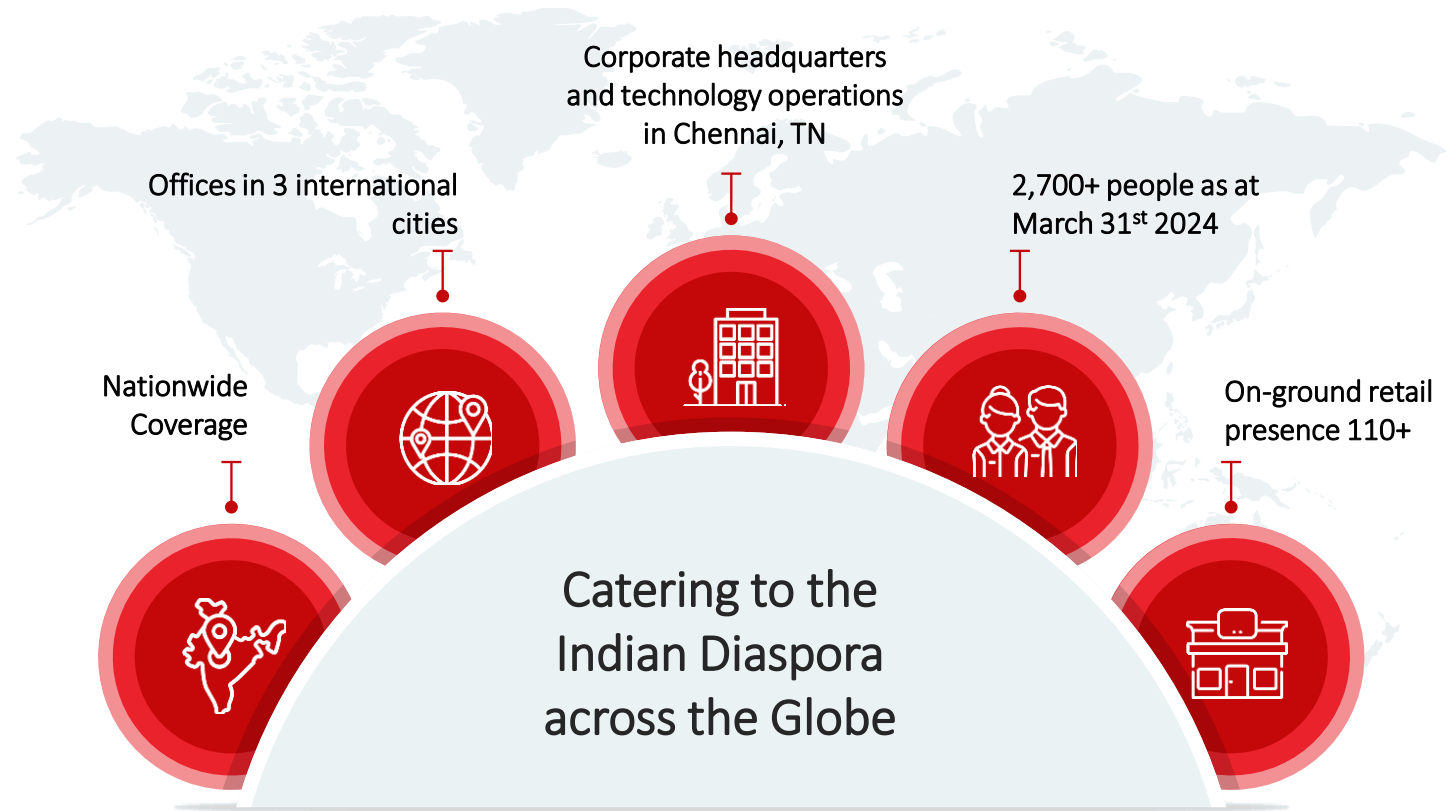 Corporate headquarters
and technology operations
in Chennai, TN
Offices in 3 international
cities
2,700+ people as at
March 31st 2024
Nationwide
Coverage
On-ground retail
presence 110+
Catering to the
Indian Diaspora
across the Globe